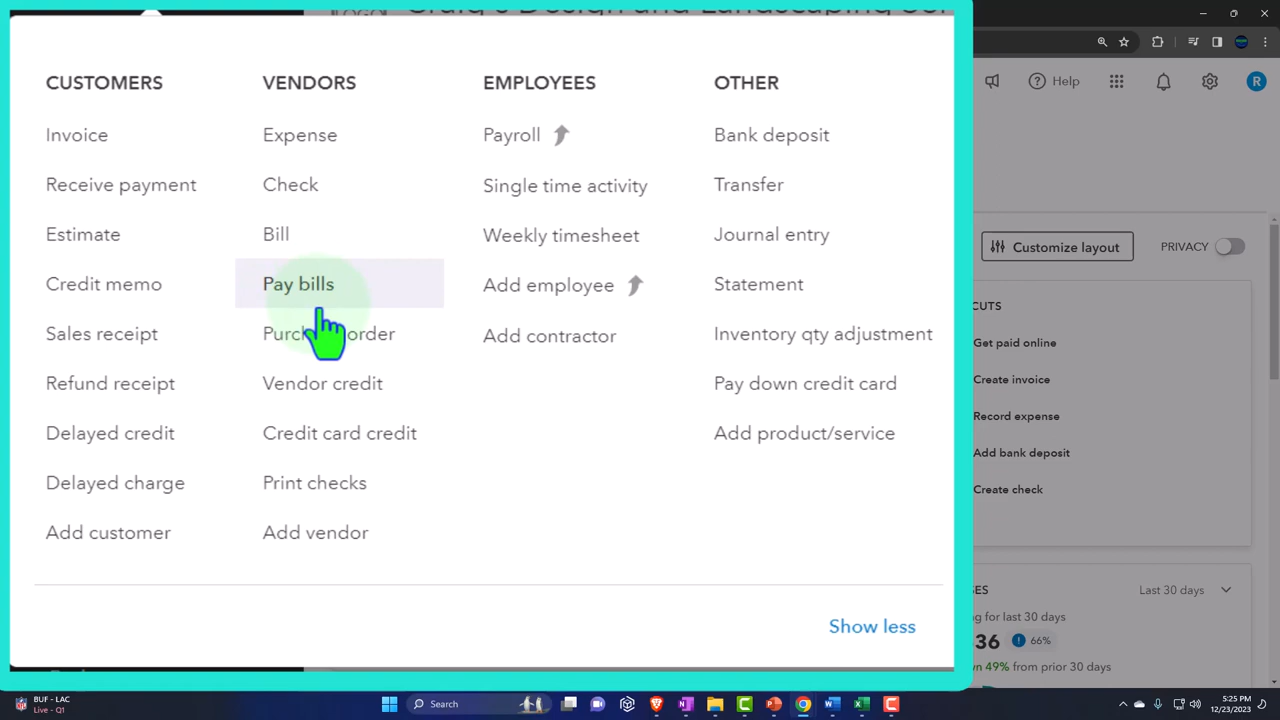 CUSTOMERS
Invoice
Receive payment
Estimate
Credit memo
Sales receipt
Refund receipt
Delayed credit
Delayed charge
Add customer
VENDORS
Expense
Check
Bill
Pay bills
order
Vendor credit
Credit card credit
Print checks
Add vendor
EMPLOYEES
Payroll
Single time activity
Weekly timesheet
Add employee
Add contractor
OTHER
Bank deposit
Transfer
Journal entry
Statement
Inventory qty adjustment
Pay down credit card
Add product/service
Show less
Help
R
Customize layout
PRIVACY
CUTS
Get paid online
Create invoice
Record expense
Add bank deposit
Create check
Last 30 days
for last 30 days
36
66%
49% from prior 30 days
BUF - LAC
Live - Q1
Search
5:25 PM
12/23/2023